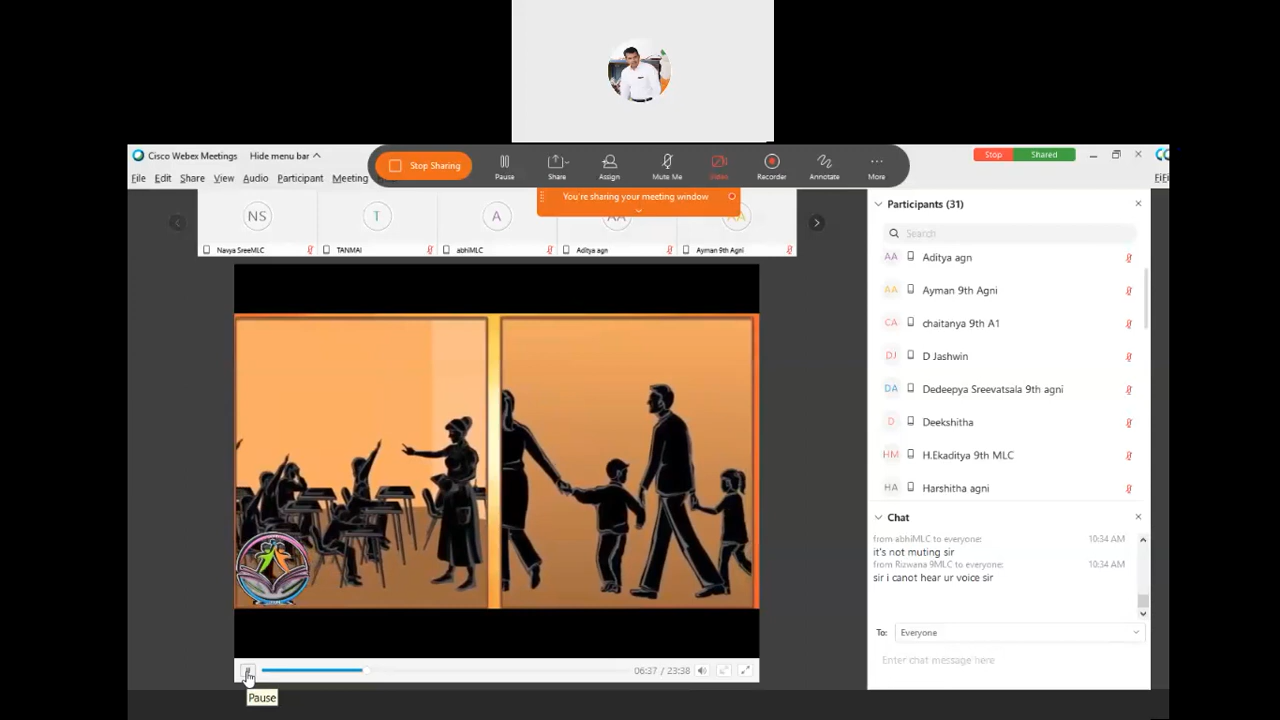 Cisco Webex Meetings Hide menu bar
File Edit Share View Audio Participant Meeting
Stop Sharing
Pause Share Assign Mute Me Video Recorder Annotate More
Stop Shared
You're sharing your meeting window
NS T A AA AA
Navya SreeMLC TANMAI abhiMLC Aditya agn Ayman 9th Agni
Participants (31)
Search
AA Aditya agn
AA Ayman 9th Agni
CA chaitanya 9th A1
DJ D Jashwin
DA Dedeepya Sreevatsala 9th agni
D Deekshitha
HM H.Ekaditya 9th MLC
HA Harshitha agni
Chat
from abhiMLC to everyone: 10:34 AM
it's not muting sir
from Rizwana 9MLC to everyone: 10:34 AM
sir i canot hear ur voice sir
To: Everyone
Enter chat message here
06:37 / 23:38
Pause